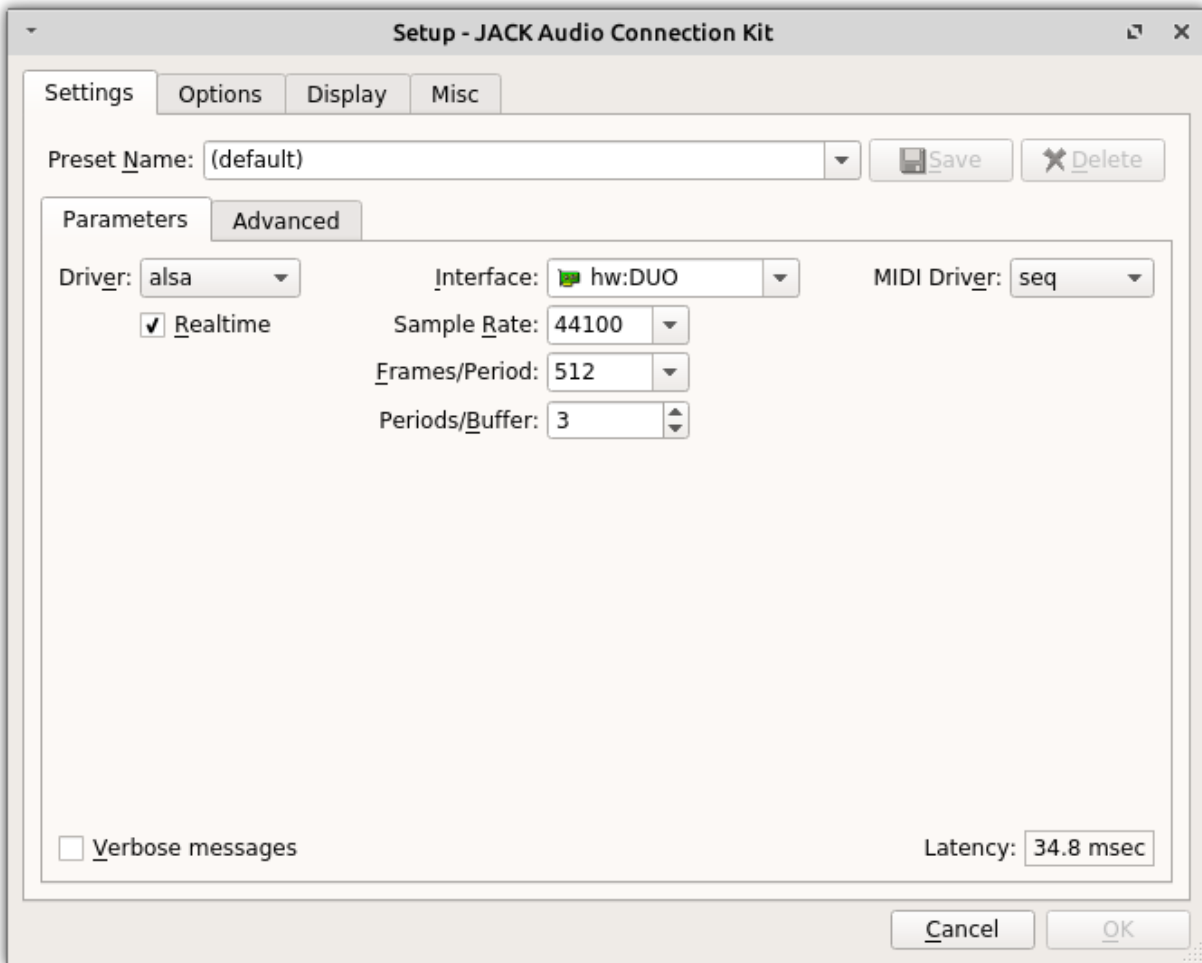 Setup - JACK Audio Connection Kit
Settings Options Display Misc
Preset Name: (default) Save Delete
Parameters Advanced
Driver: alsa Interface: hw:DUO MIDI Driver: seq
Realtime Sample Rate: 44100
Frames/Period: 512
Periods/Buffer: 3
Verbose messages Latency: 34.8 msec
Cancel OK